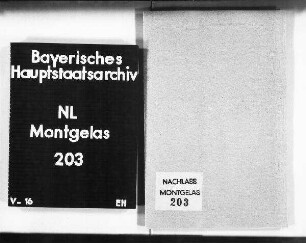 Bayerisches
Hauptstaatsarchiv
NL
Montgelas
203
V- 16
EN
NACHLASS
MONTGELAS
203